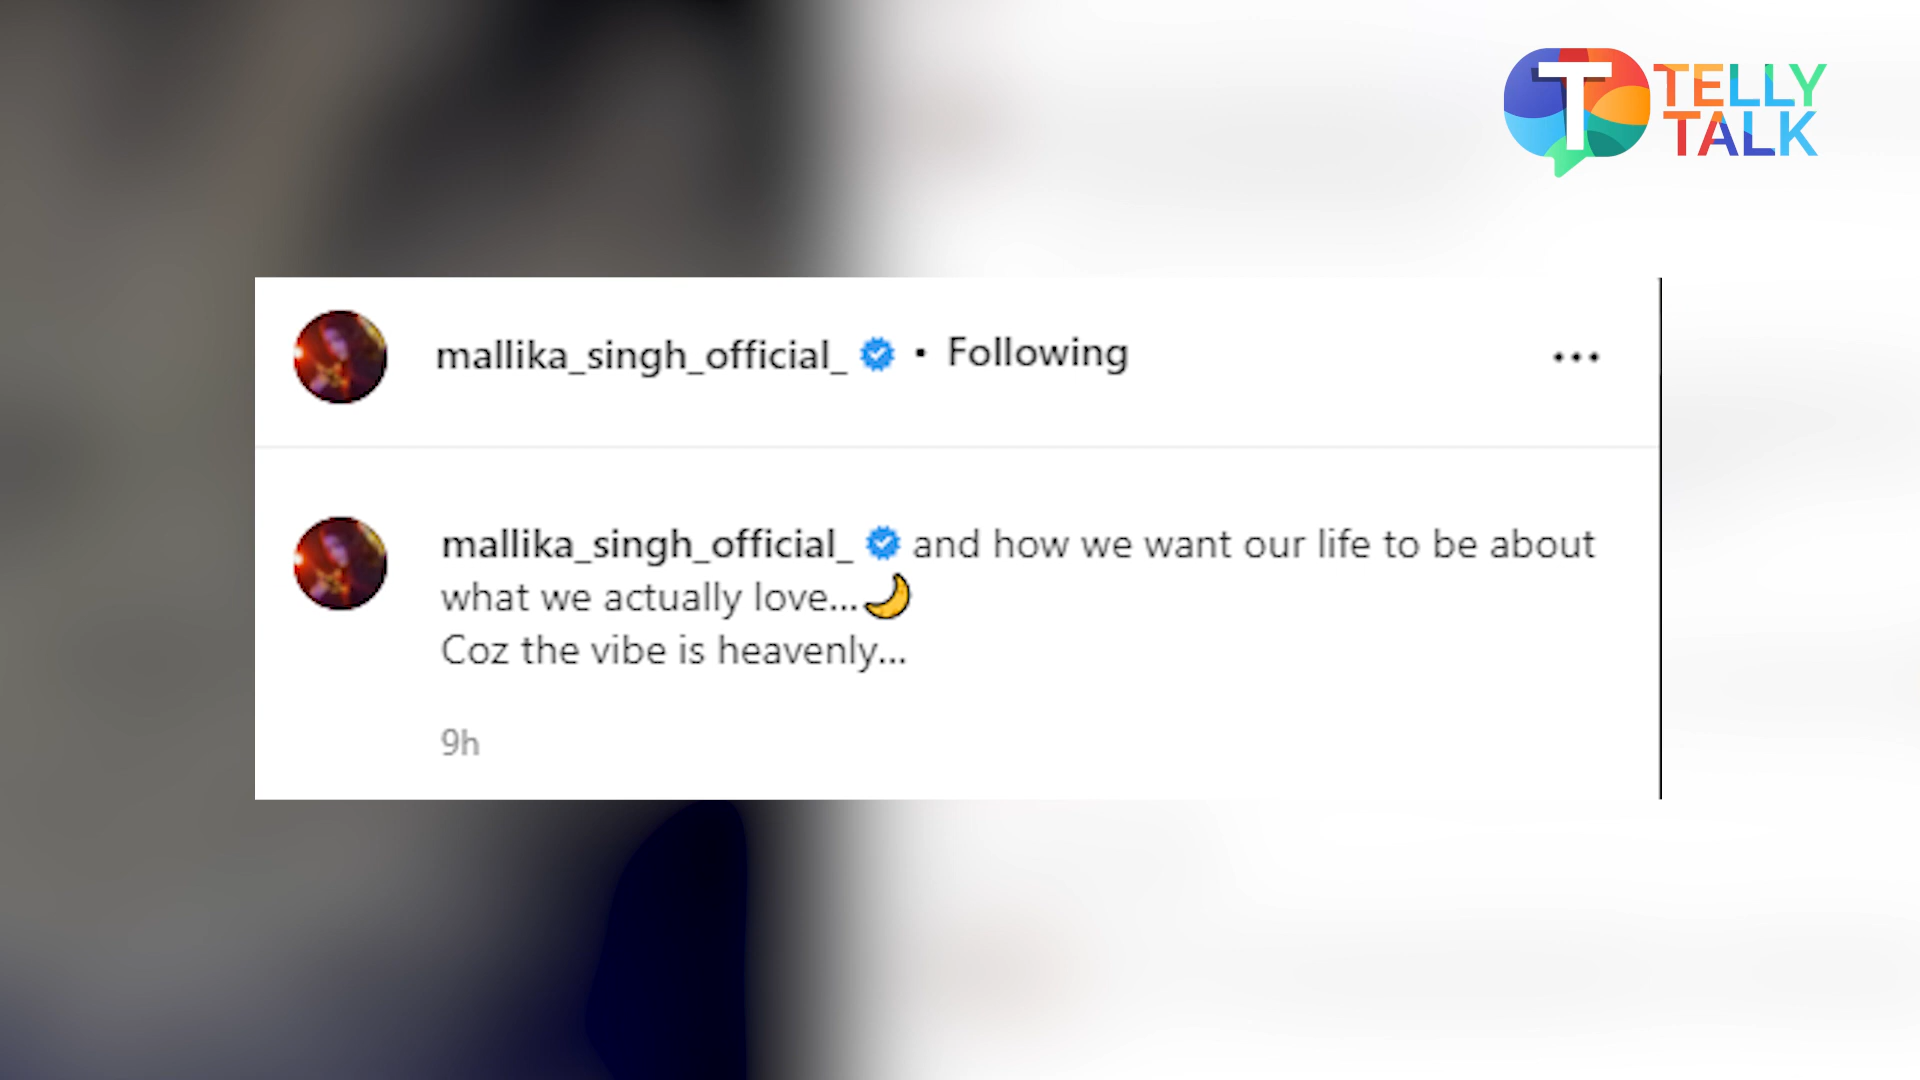 TELLY
TALK
mallika_singh_official_ • Following
mallika_singh_official_ and how we want our life to be about
what we actually love...🌙
Coz the vibe is heavenly...
9h